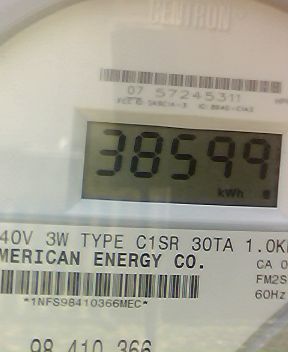 CENTRON
07 57245311
38599
kWh
40V 3W TYPE C1SR 30TA 1.0K
MERICAN ENERGY CO. CA 0
FM2S
60Hz
*1NFS98410366MEC*
98 410 366